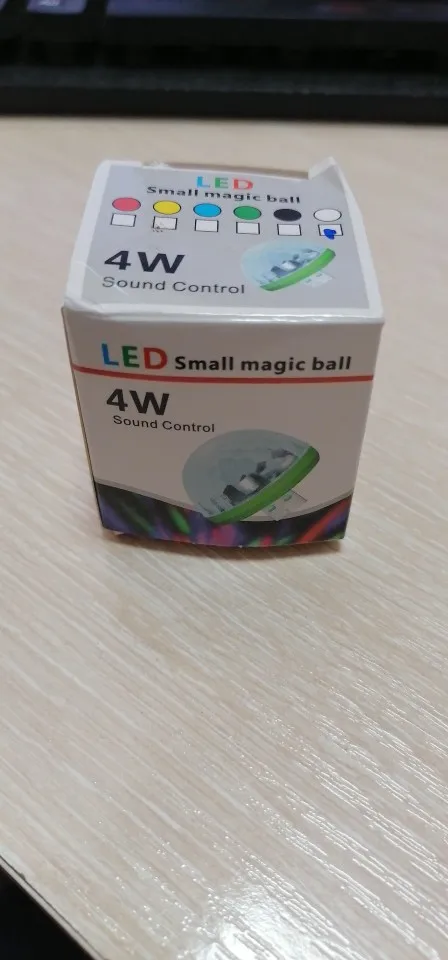 LED
Small magic ball
4W
Sound Control
LED Small magic ball
4W
Sound Control